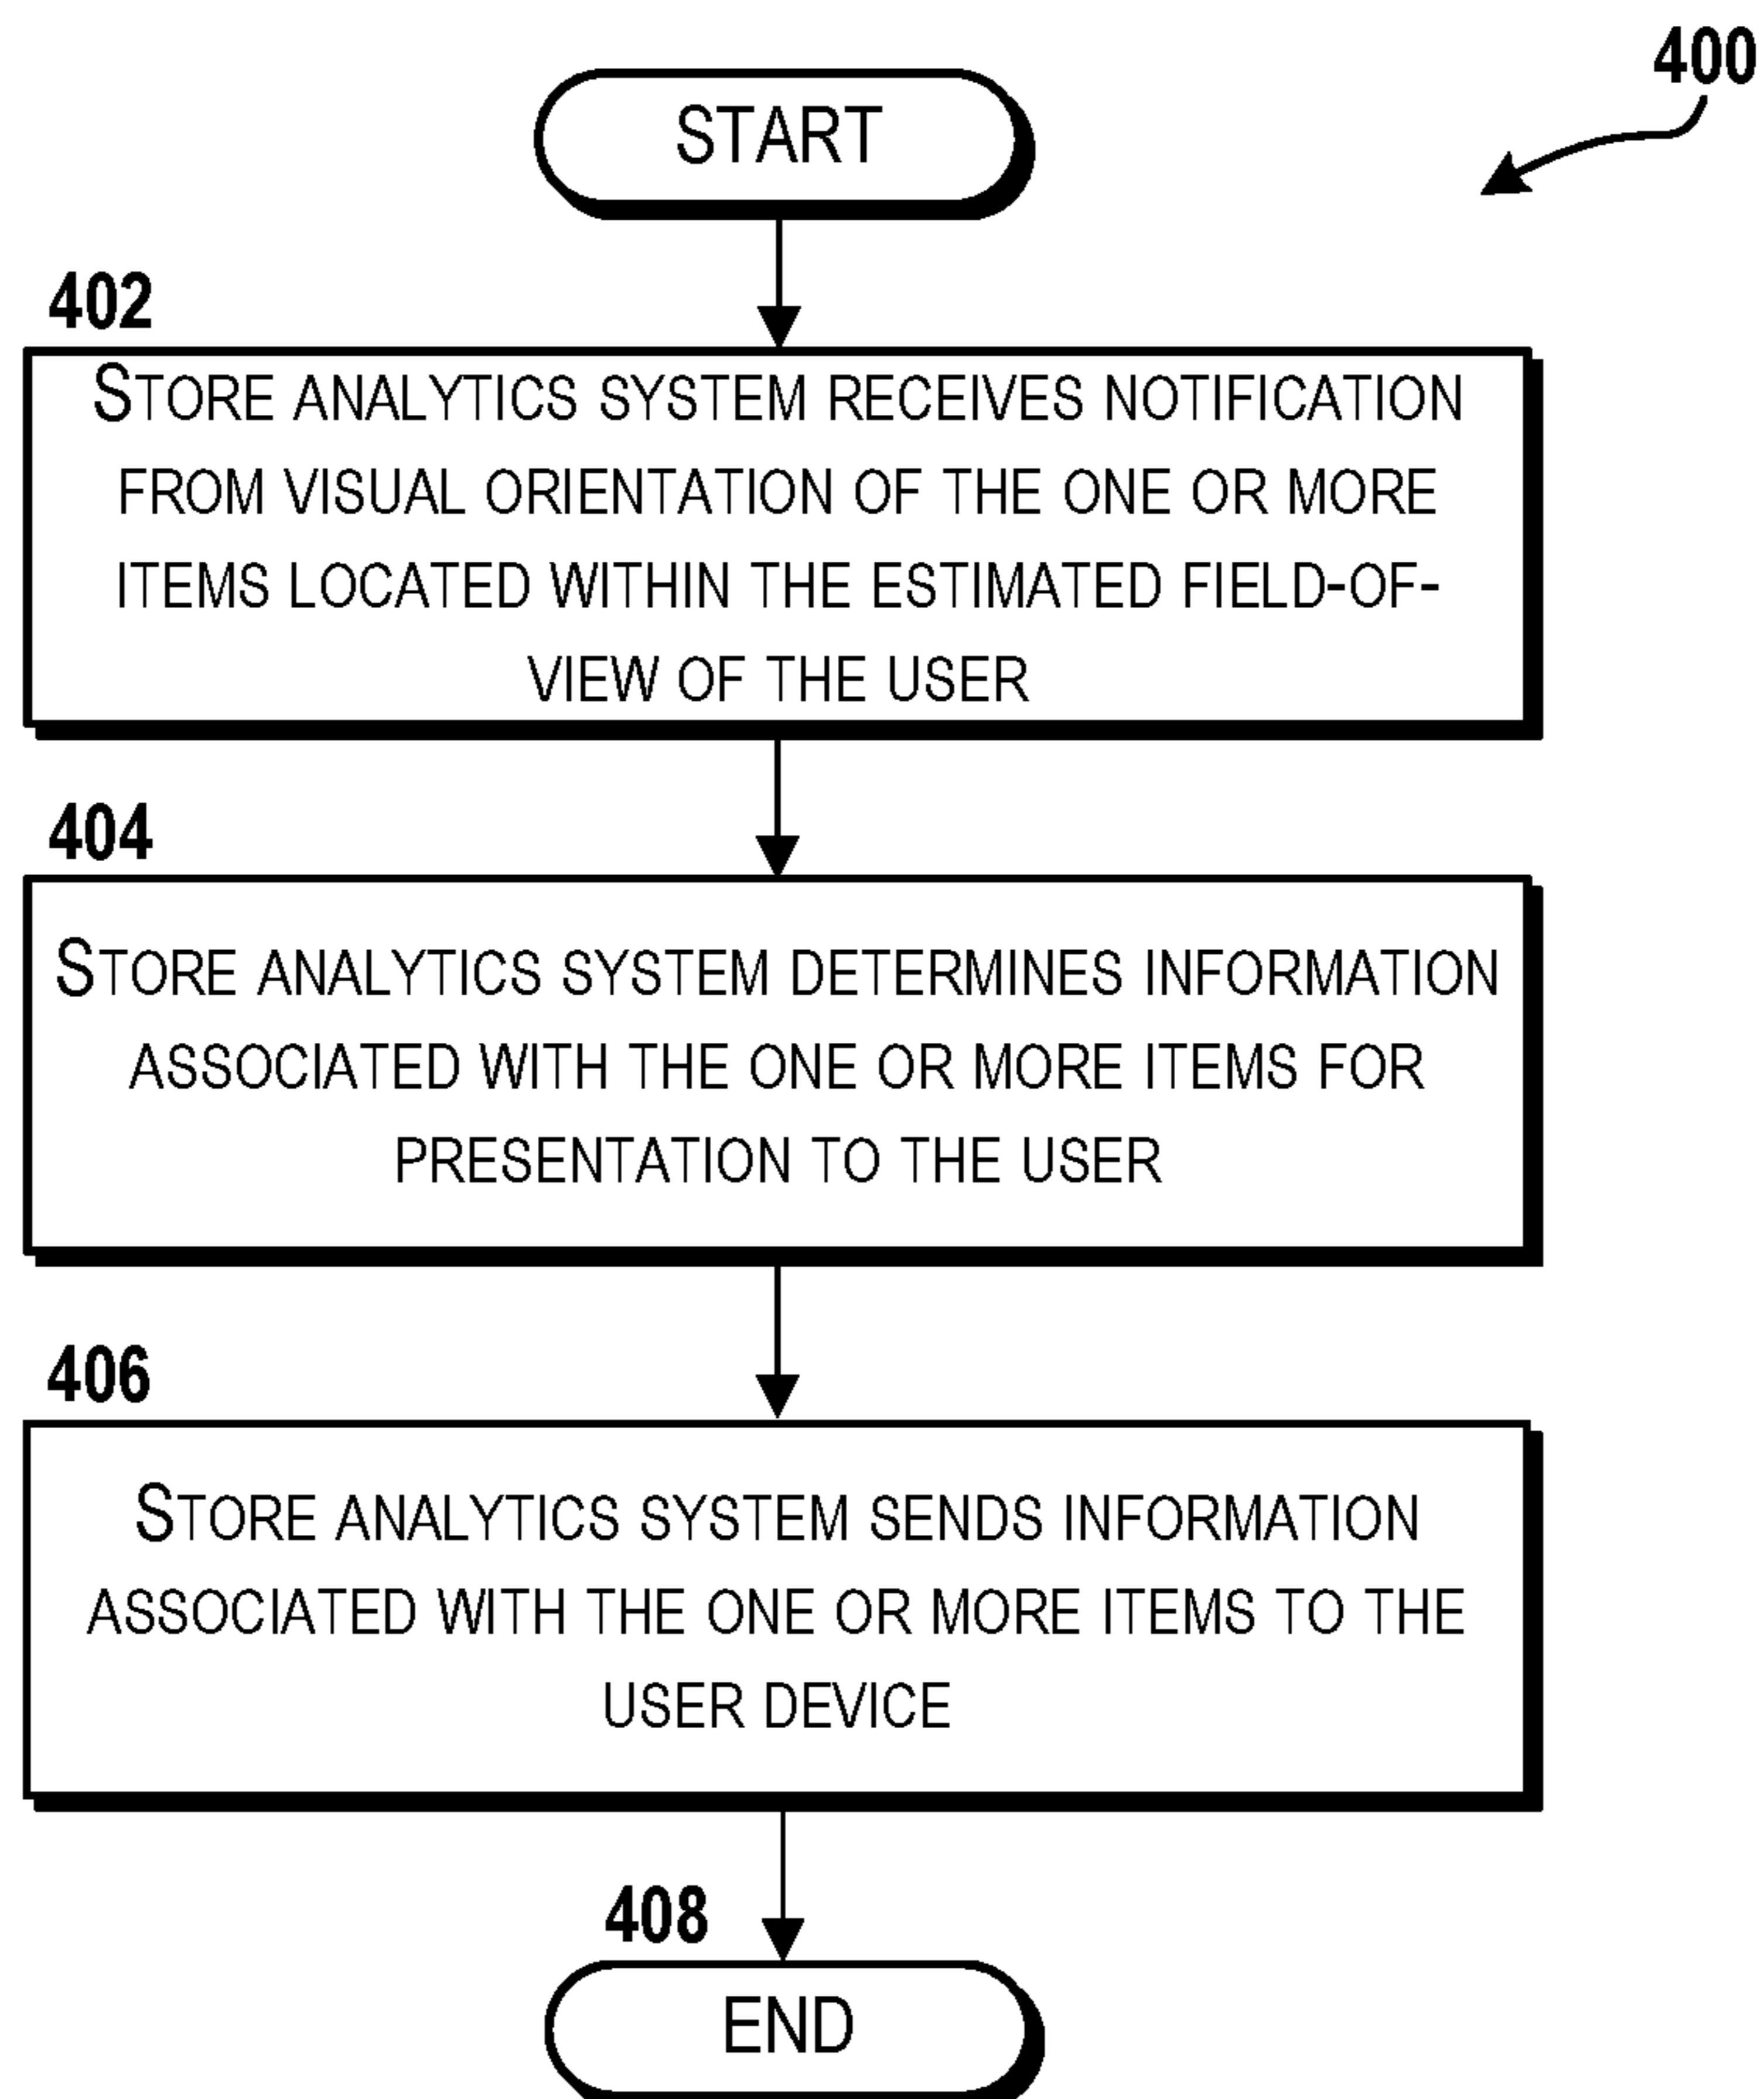 400
START
402
STORE ANALYTICS SYSTEM RECEIVES NOTIFICATION
FROM VISUAL ORIENTATION OF THE ONE OR MORE
ITEMS LOCATED WITHIN THE ESTIMATED FIELD-OF-
VIEW OF THE USER
404
STORE ANALYTICS SYSTEM DETERMINES INFORMATION
ASSOCIATED WITH THE ONE OR MORE ITEMS FOR
PRESENTATION TO THE USER
406
STORE ANALYTICS SYSTEM SENDS INFORMATION
ASSOCIATED WITH THE ONE OR MORE ITEMS TO THE
USER DEVICE
408
END